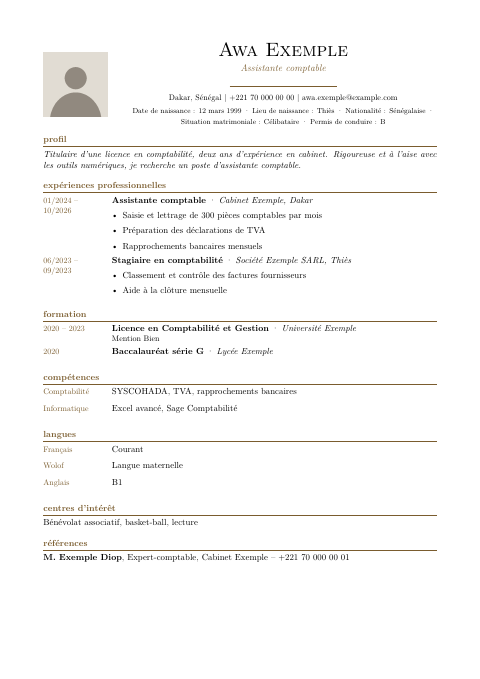 Awa Exemple
Assistante comptable
Dakar, Sénégal | +221 70 000 00 00 | awa.exemple@example.com
Date de naissance : 12 mars 1999 · Lieu de naissance : Thiès · Nationalité : Sénégalaise ·
Situation matrimoniale : Célibataire · Permis de conduire : B
profil
Titulaire d'une licence en comptabilité, deux ans d'expérience en cabinet. Rigoureuse et à l'aise avec
les outils numériques, je recherche un poste d'assistante comptable.
expériences professionnelles
01/2024 – Assistante comptable · Cabinet Exemple, Dakar
10/2026
• Saisie et lettrage de 300 pièces comptables par mois
• Préparation des déclarations de TVA
• Rapprochements bancaires mensuels
06/2023 – Stagiaire en comptabilité · Société Exemple SARL, Thiès
09/2023
• Classement et contrôle des factures fournisseurs
• Aide à la clôture mensuelle
formation
2020 – 2023 Licence en Comptabilité et Gestion · Université Exemple
Mention Bien
2020 Baccalauréat série G · Lycée Exemple
compétences
Comptabilité SYSCOHADA, TVA, rapprochements bancaires
Informatique Excel avancé, Sage Comptabilité
langues
Français Courant
Wolof Langue maternelle
Anglais B1
centres d'intérêt
Bénévolat associatif, basket-ball, lecture
références
M. Exemple Diop, Expert-comptable, Cabinet Exemple – +221 70 000 00 01